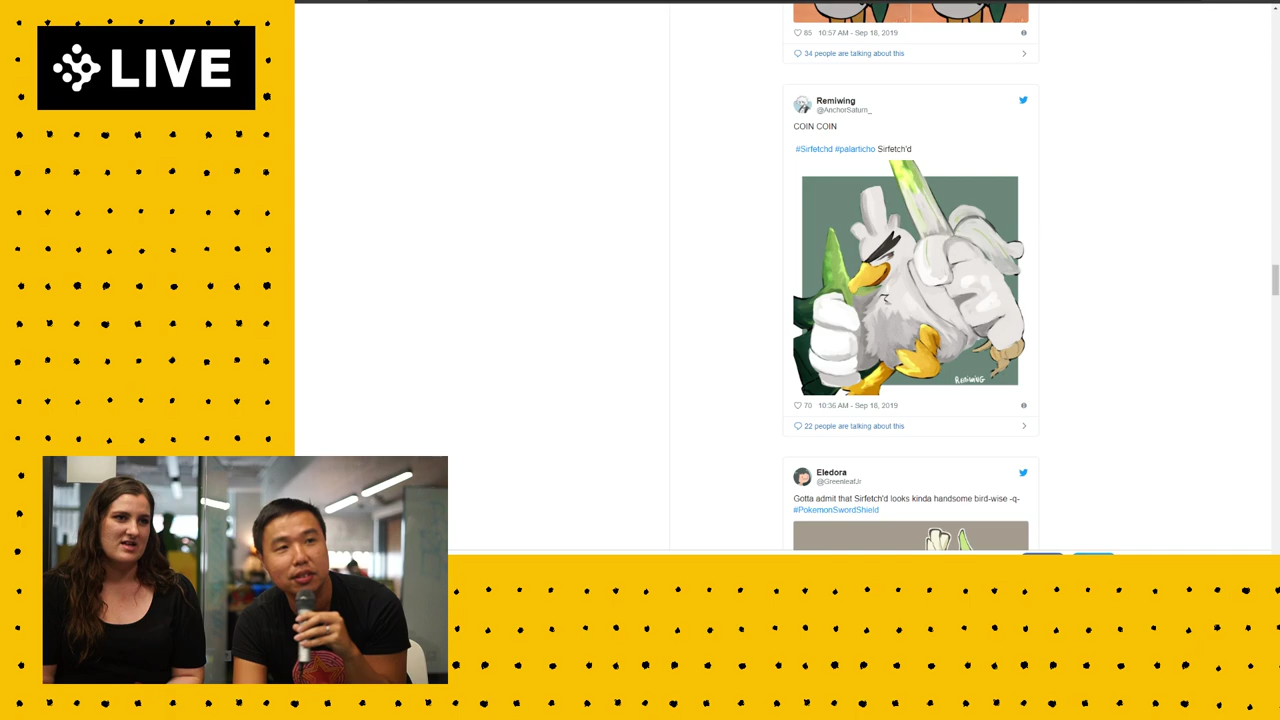 LIVE
85 10:57 AM - Sep 18, 2019
34 people are talking about this
Remiwing
@AnchorSaturn_
COIN COIN
#Sirfetchd #palarticho Sirfetch'd
REMiWiNG
70 10:36 AM - Sep 18, 2019
22 people are talking about this
Eledora
@GreenleafJr
Gotta admit that Sirfetch'd looks kinda handsome bird-wise -q-
#PokemonSwordShield